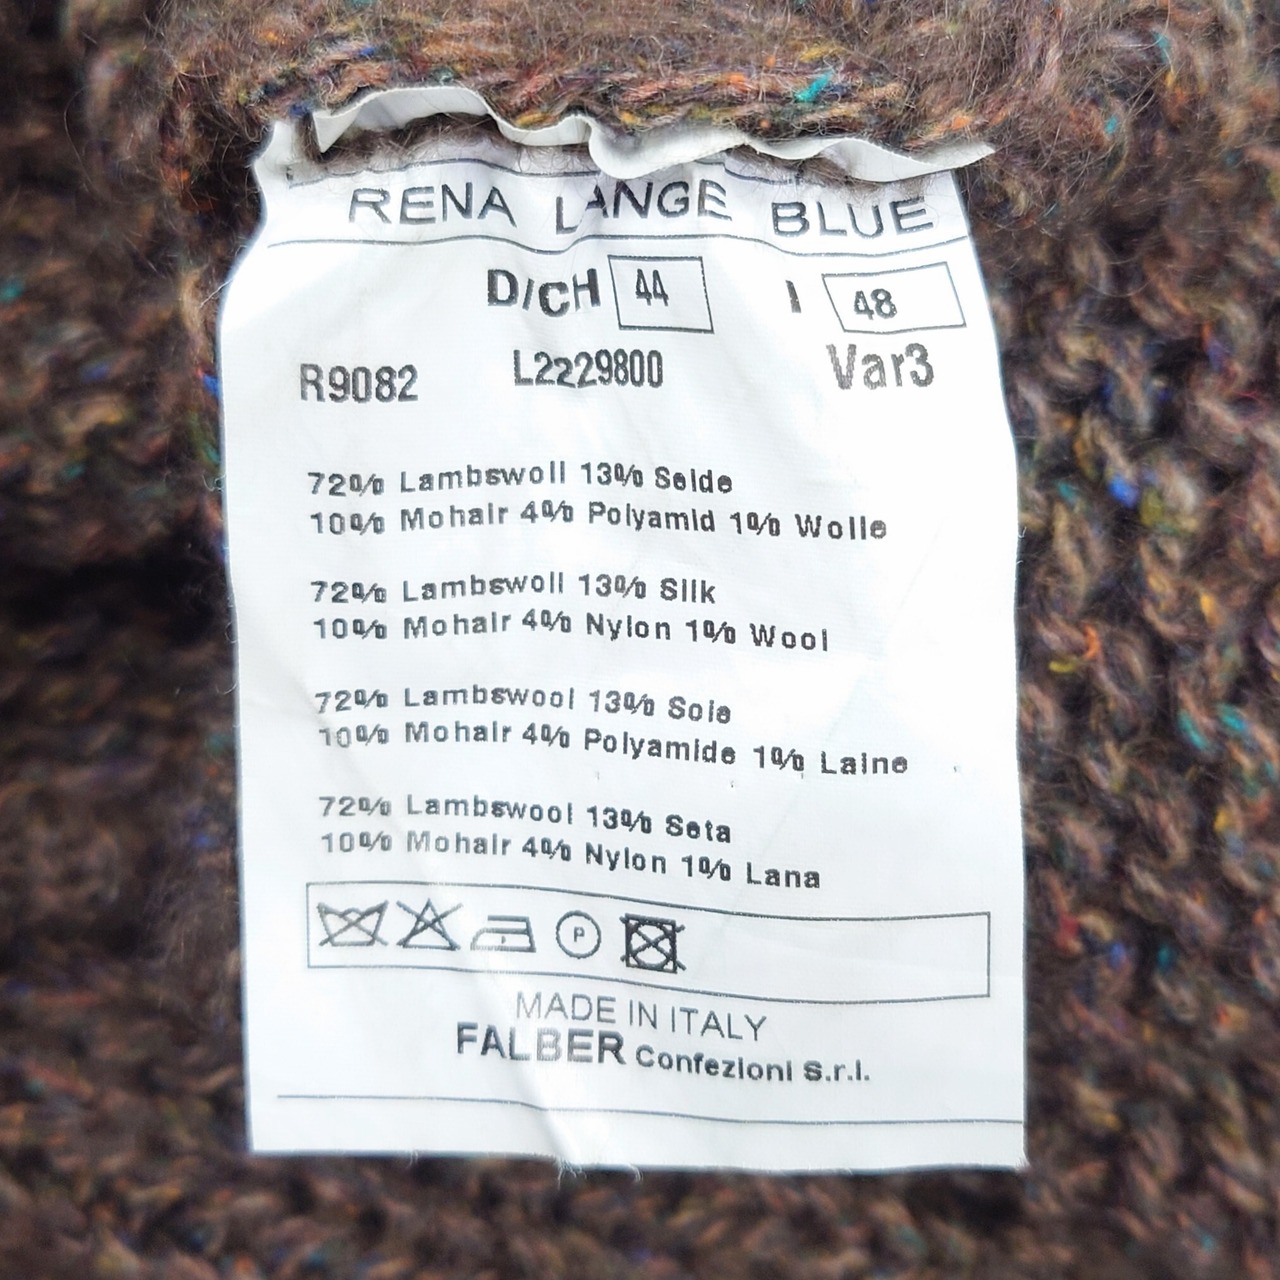 RENA LANGE BLUE
D/CH 44 I 48
R9082 L2229800 Var3
72% Lambswoll 13% Seide
10% Mohair 4% Polyamid 1% Wolle
72% Lambswoll 13% Silk
10% Mohair 4% Nylon 1% Wool
72% Lambswool 13% Soie
10% Mohair 4% Polyamide 1% Laine
72% Lambswool 13% Seta
10% Mohair 4% Nylon 1% Lana
P
MADE IN ITALY
FALBER Confezioni S.r.l.